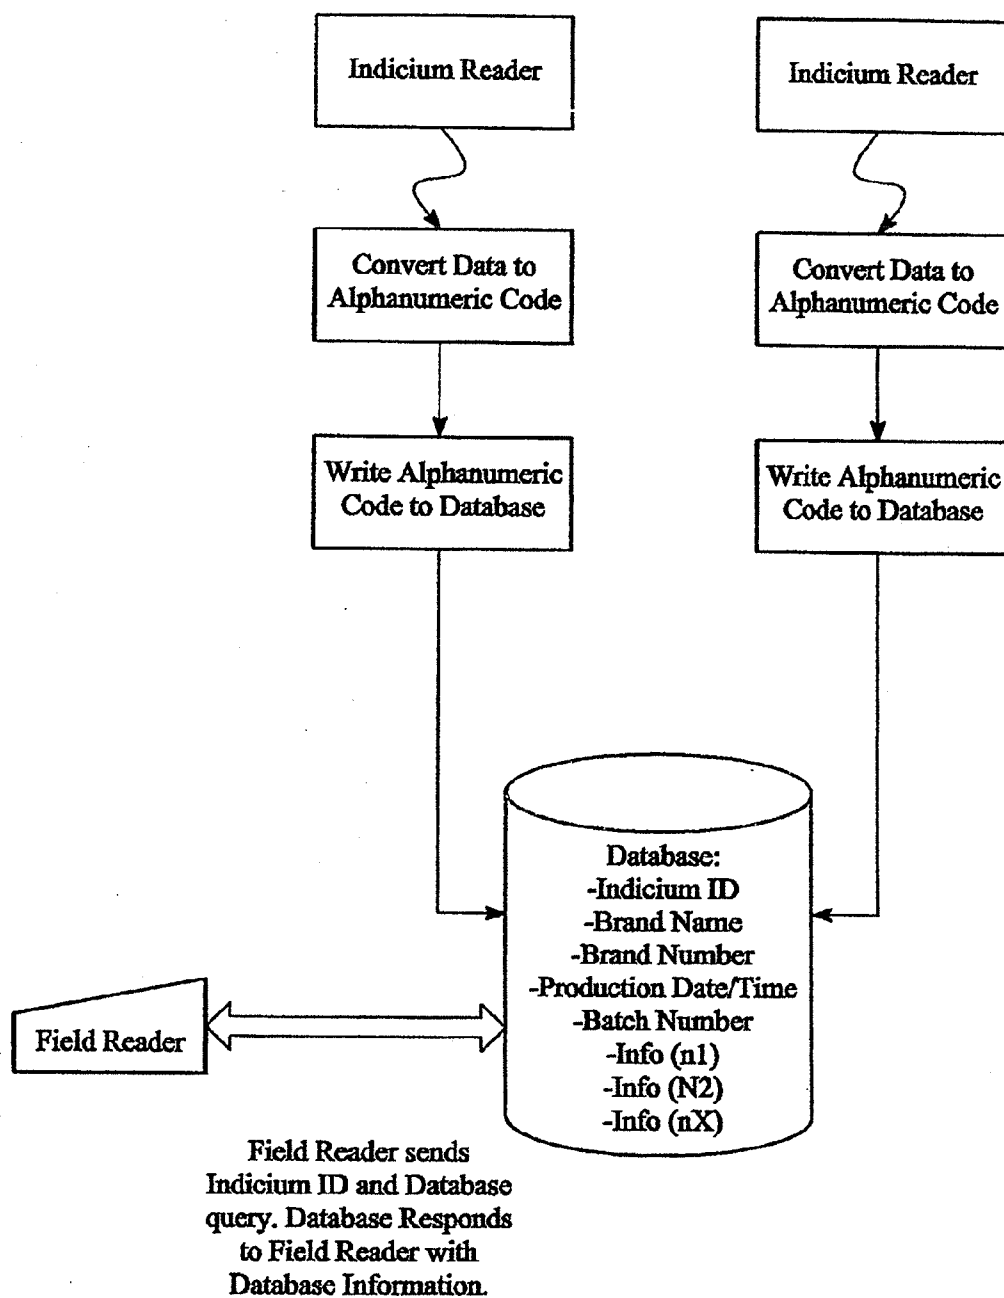 Indicium Reader
Indicium Reader
Convert Data to
Alphanumeric Code
Convert Data to
Alphanumeric Code
Write Alphanumeric
Code to Database
Write Alphanumeric
Code to Database
Database:
-Indicium ID
-Brand Name
-Brand Number
-Production Date/Time
-Batch Number
-Info (n1)
-Info (N2)
-Info (nX)
Field Reader
Field Reader sends
Indicium ID and Database
query. Database Responds
to Field Reader with
Database Information.